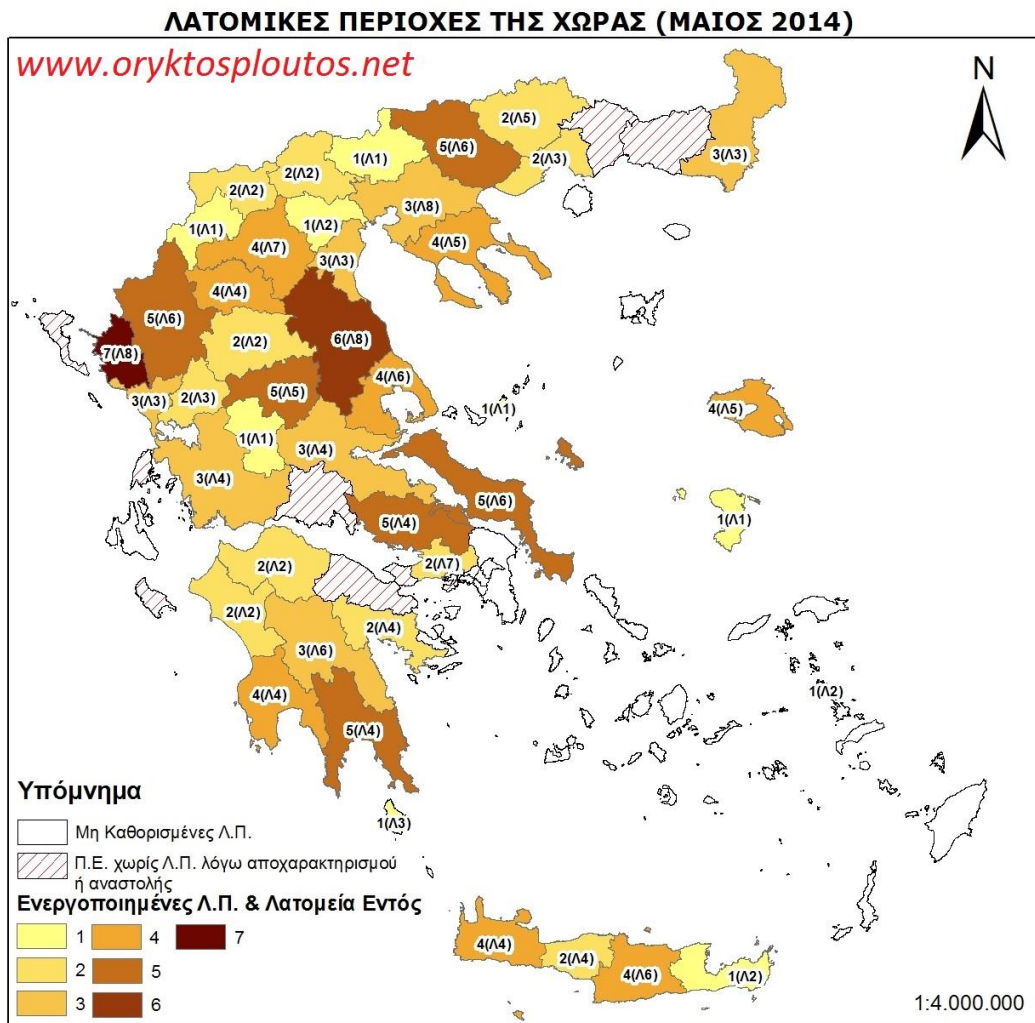 ΛΑΤΟΜΙΚΕΣ ΠΕΡΙΟΧΕΣ ΤΗΣ ΧΩΡΑΣ (ΜΑΙΟΣ 2014)
www.oryktosploutos.net
N
2(Λ5)
5(Λ6)
1(Λ1)
2(Λ3)
3(Λ3)
2(Λ2)
2(Λ2)
3(Λ8)
1(Λ2)
1(Λ1)
4(Λ5)
4(Λ7)
3(Λ3)
4(Λ4)
5(Λ6)
6(Λ8)
2(Λ2)
7(Λ8)
4(Λ6)
5(Λ5)
2(Λ3)
3(Λ3)
1(Λ1)
4(Λ5)
1(Λ1)
3(Λ4)
3(Λ4)
5(Λ6)
5(Λ4)
1(Λ1)
2(Λ7)
2(Λ2)
2(Λ2)
2(Λ4)
3(Λ6)
4(Λ4)
1(Λ2)
5(Λ4)
1(Λ3)
4(Λ4)
2(Λ4)
4(Λ6)
1(Λ2)
Υπόμνημα
Μη Καθορισμένες Λ.Π.
Π.Ε. χωρίς Λ.Π. λόγω αποχαρακτηρισμού
ή αναστολής
Ενεργοποιημένες Λ.Π. & Λατομεία Εντός
1 4 7
2 5
3 6
1:4.000.000